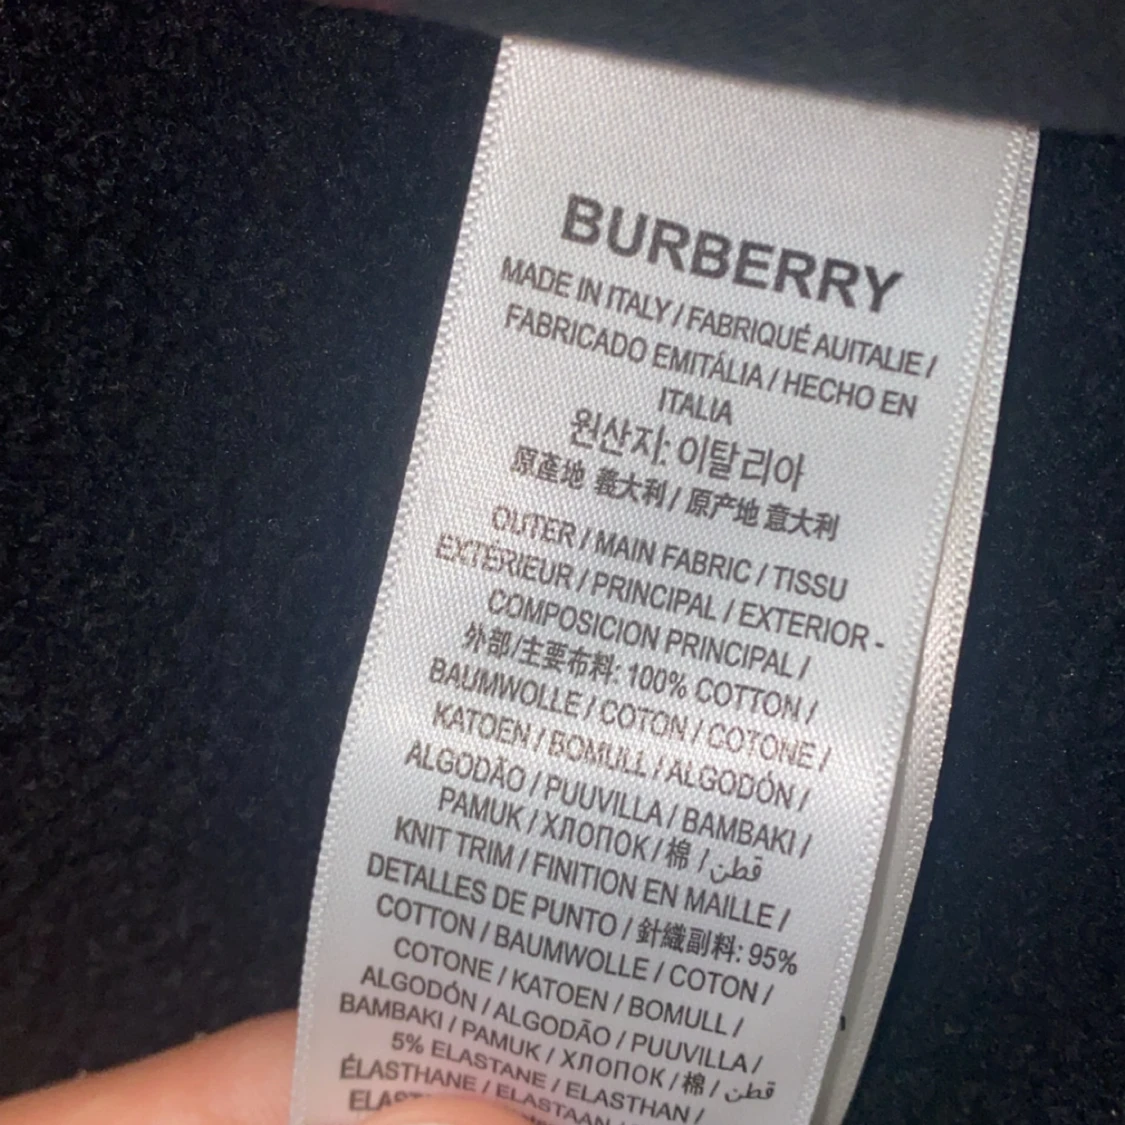 BURBERRY
MADE IN ITALY / FABRIQUÉ AUITALIE /
FABRICADO EMITÁLIA / HECHO EN
ITALIA
원산지: 이탈리아
原產地 義大利 / 原产地 意大利
OUTER / MAIN FABRIC / TISSU
EXTERIEUR / PRINCIPAL / EXTERIOR -
COMPOSICION PRINCIPAL /
外部/主要布料: 100% COTTON /
BAUMWOLLE / COTON / COTONE /
KATOEN / BOMULL / ALGODÓN /
ALGODÃO / PUUVILLA / BAMBAKI /
PAMUK / ХЛОПОК / 棉 / قطن
KNIT TRIM / FINITION EN MAILLE /
DETALLES DE PUNTO / 針織副料: 95%
COTTON / BAUMWOLLE / COTON /
COTONE / KATOEN / BOMULL /
ALGODÓN / ALGODÃO / PUUVILLA /
BAMBAKI / PAMUK / ХЛОПОК / 棉 / قطن
5% ELASTANE / ELASTHAN /
ÉLASTHANE / ELASTAAN /